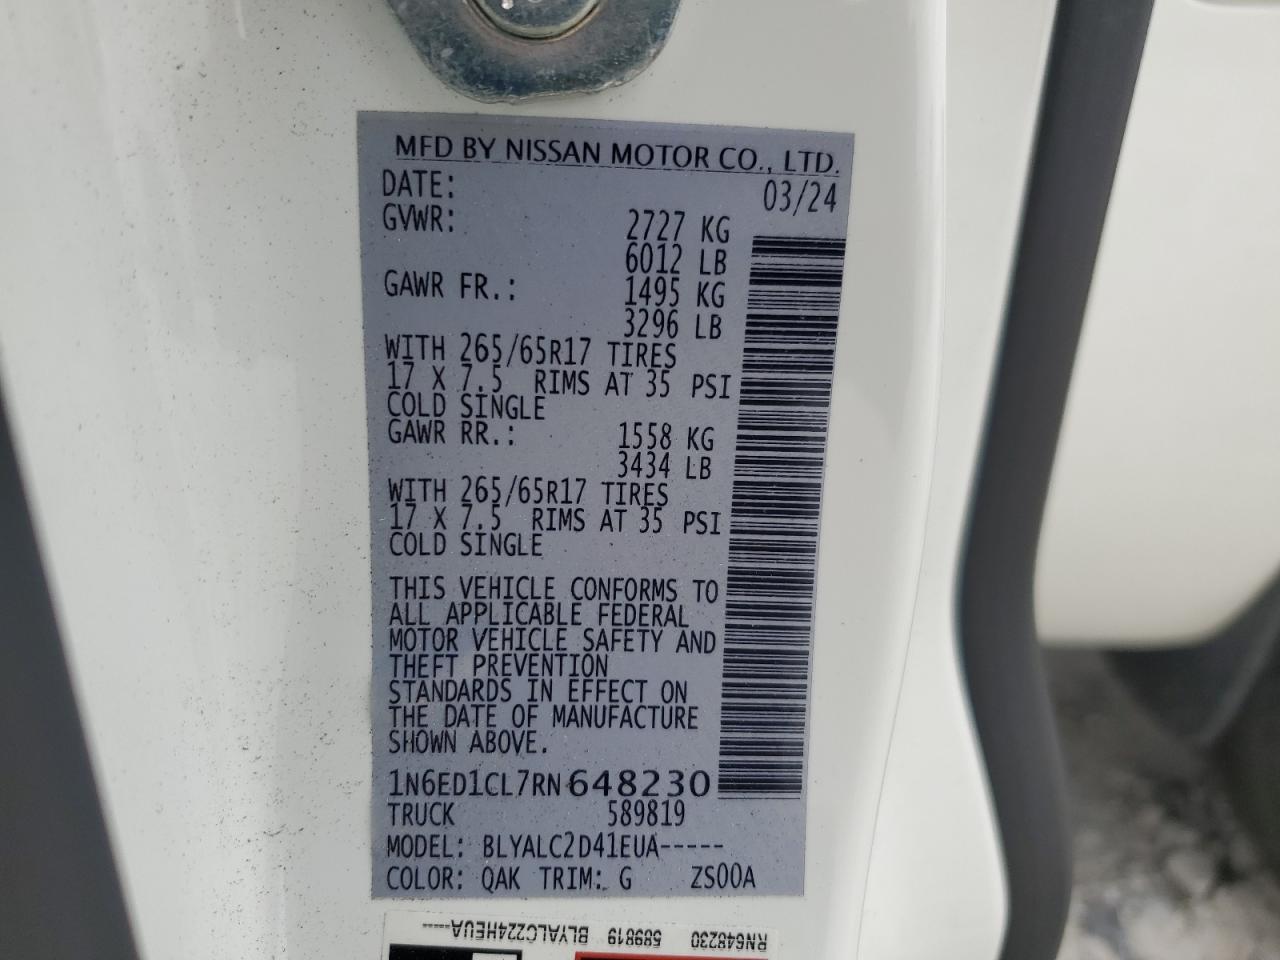 MFD BY NISSAN MOTOR CO., LTD.
DATE: 03/24
GVWR: 2727 KG
6012 LB
GAWR FR.: 1495 KG
3296 LB
WITH 265/65R17 TIRES
17 X 7.5 RIMS AT 35 PSI
COLD SINGLE
GAWR RR.: 1558 KG
3434 LB
WITH 265/65R17 TIRES
17 X 7.5 RIMS AT 35 PSI
COLD SINGLE
THIS VEHICLE CONFORMS TO
ALL APPLICABLE FEDERAL
MOTOR VEHICLE SAFETY AND
THEFT PREVENTION
STANDARDS IN EFFECT ON
THE DATE OF MANUFACTURE
SHOWN ABOVE.
1N6ED1CL7RN648230
TRUCK 589819
MODEL: BLYALC2D41EUA-----
COLOR: QAK TRIM: G ZS00A
RN648230 589819 BLYALCZ24HEUA-----